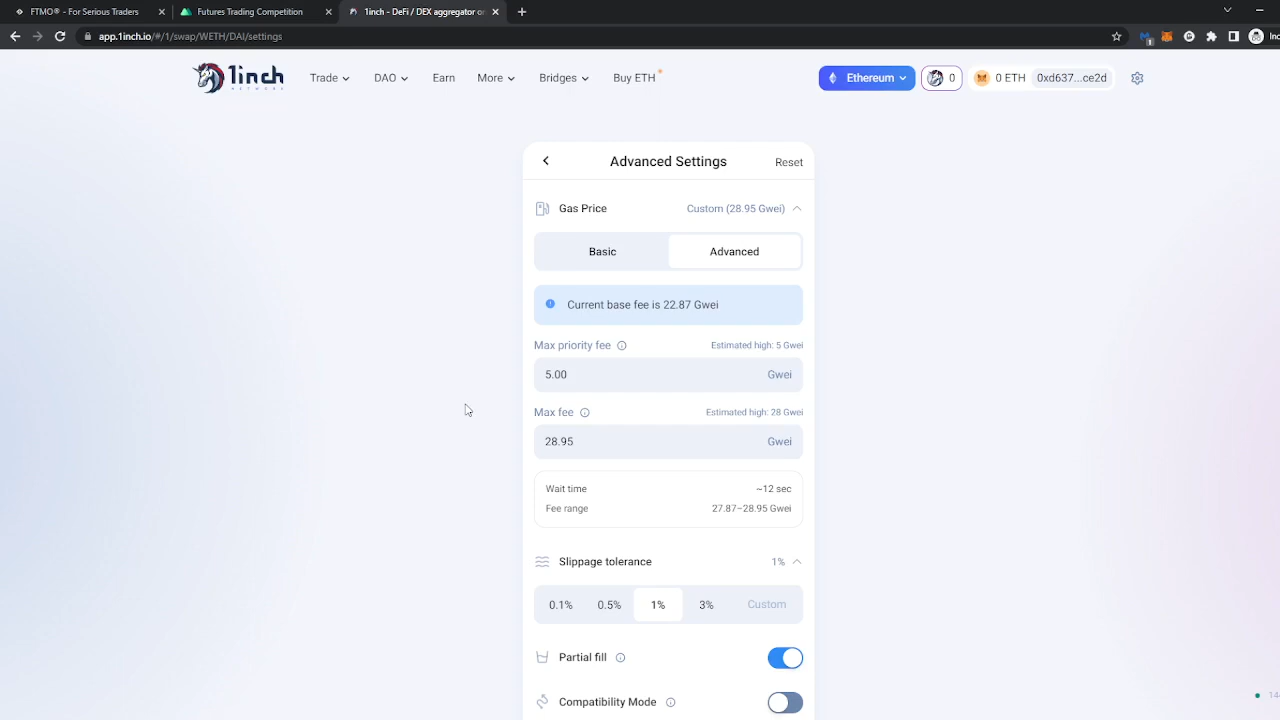 FTMO® - For Serious Traders
Futures Trading Competition
1inch - DeFi / DEX aggregator on
app.1inch.io/#/1/swap/WETH/DAI/settings
1
1inch
NETWORK
Trade
DAO
Earn
More
Bridges
Buy ETH
Ethereum
0
0 ETH
0xd637...ce2d
Advanced Settings
Reset
Gas Price
Custom (28.95 Gwei)
Basic
Advanced
Current base fee is 22.87 Gwei
Max priority fee
Estimated high: 5 Gwei
5.00
Gwei
Max fee
Estimated high: 28 Gwei
28.95
Gwei
Wait time
~12 sec
Fee range
27.87–28.95 Gwei
Slippage tolerance
1%
0.1%
0.5%
1%
3%
Custom
Partial fill
Compatibility Mode